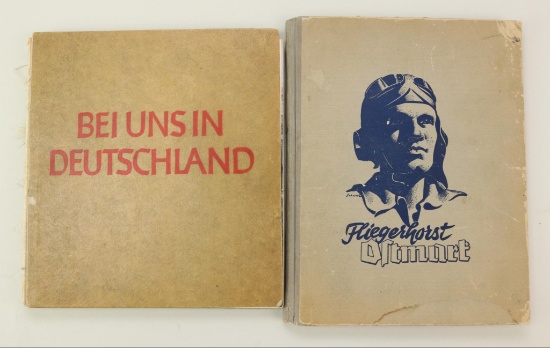 BEI UNS IN
DEUTSCHLAND
Fliegerhorst
Ostmark